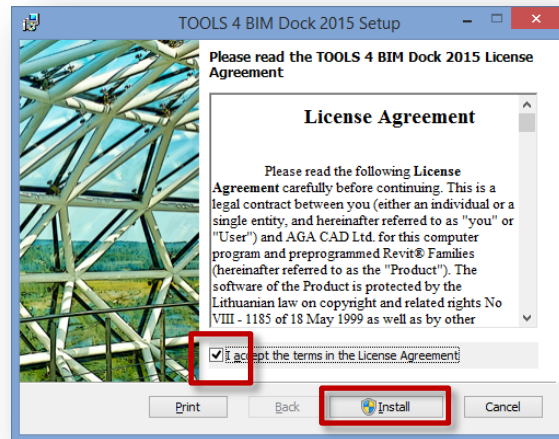 TOOLS 4 BIM Dock 2015 Setup
Please read the TOOLS 4 BIM Dock 2015 License
Agreement
License Agreement
Please read the following License
Agreement carefully before continuing. This is a
legal contract between you (either an individual or a
single entity, and hereinafter referred to as "you" or
"User") and AGA CAD Ltd. for this computer
program and preprogrammed Revit® Families
(hereinafter referred to as the "Product"). The
software of the Product is protected by the
Lithuanian law on copyright and related rights No
VIII - 1185 of 18 May 1999 as well as by other
I accept the terms in the License Agreement
Print Back Install Cancel